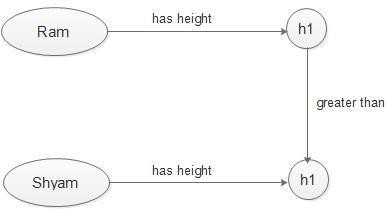 Ram
has height
h1
greater than
Shyam
has height
h1